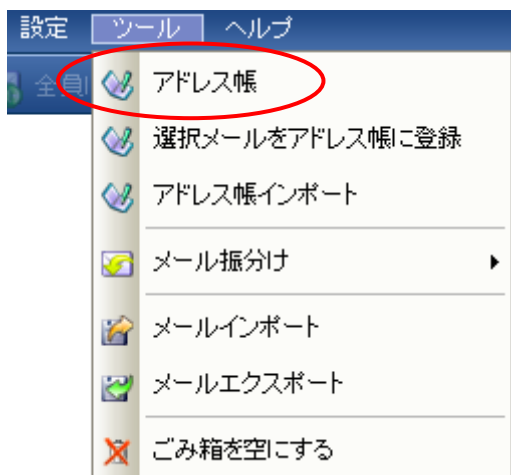 設定 ツール ヘルプ
全員
アドレス帳
選択メールをアドレス帳に登録
アドレス帳インポート
メール振分け
メールインポート
メールエクスポート
ごみ箱を空にする